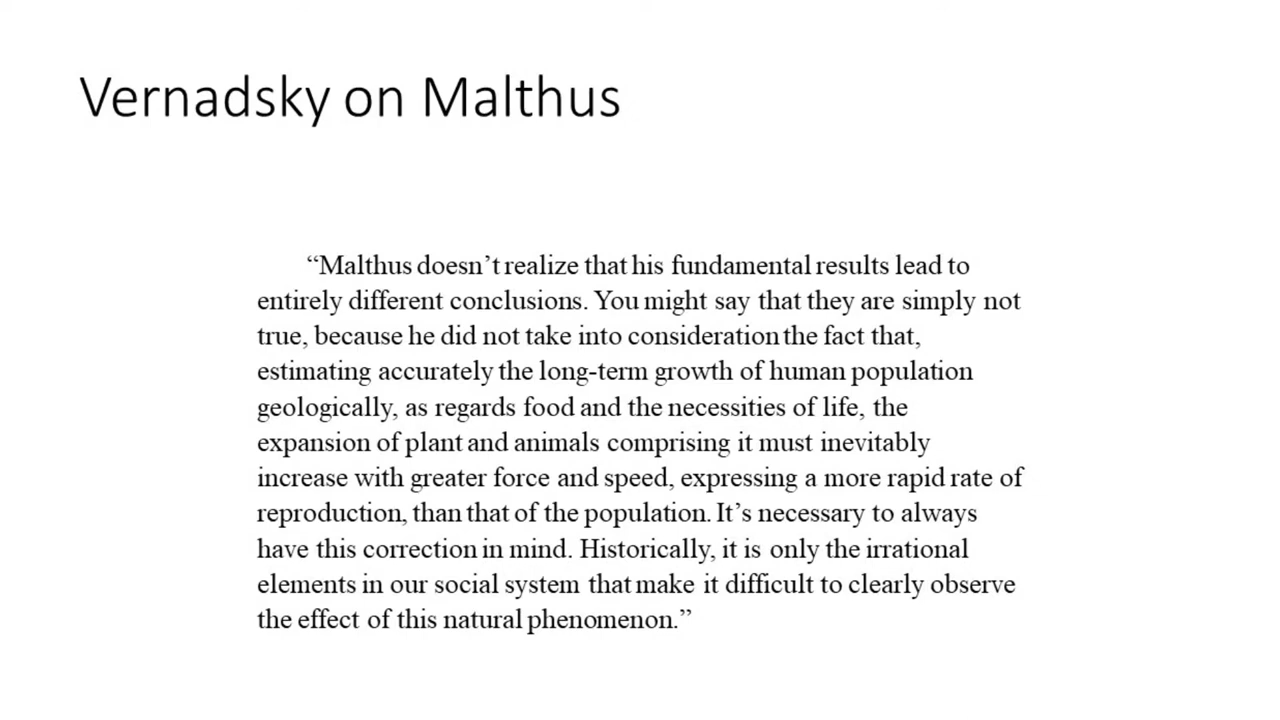 Vernadsky on Malthus
“Malthus doesn’t realize that his fundamental results lead to
entirely different conclusions. You might say that they are simply not
true, because he did not take into consideration the fact that,
estimating accurately the long-term growth of human population
geologically, as regards food and the necessities of life, the
expansion of plant and animals comprising it must inevitably
increase with greater force and speed, expressing a more rapid rate of
reproduction, than that of the population. It’s necessary to always
have this correction in mind. Historically, it is only the irrational
elements in our social system that make it difficult to clearly observe
the effect of this natural phenomenon.”